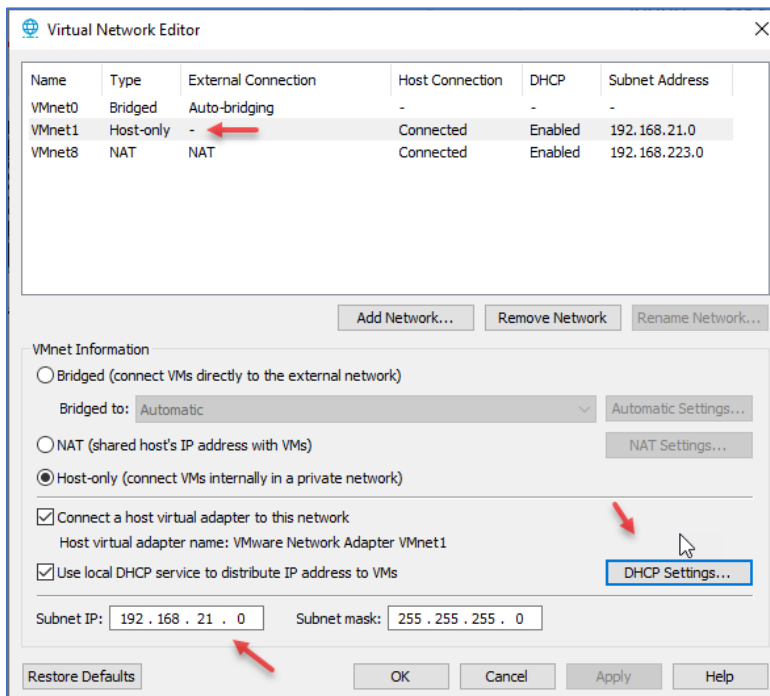 Virtual Network Editor
Name Type External Connection Host Connection DHCP Subnet Address
VMnet0 Bridged Auto-bridging - - -
VMnet1 Host-only - Connected Enabled 192.168.21.0
VMnet8 NAT NAT Connected Enabled 192.168.223.0
Add Network... Remove Network Rename Network...
VMnet Information
Bridged (connect VMs directly to the external network)
Bridged to: Automatic Automatic Settings...
NAT (shared host's IP address with VMs) NAT Settings...
Host-only (connect VMs internally in a private network)
Connect a host virtual adapter to this network
Host virtual adapter name: VMware Network Adapter VMnet1
Use local DHCP service to distribute IP address to VMs DHCP Settings...
Subnet IP: 192 . 168 . 21 . 0 Subnet mask: 255 . 255 . 255 . 0
Restore Defaults OK Cancel Apply Help